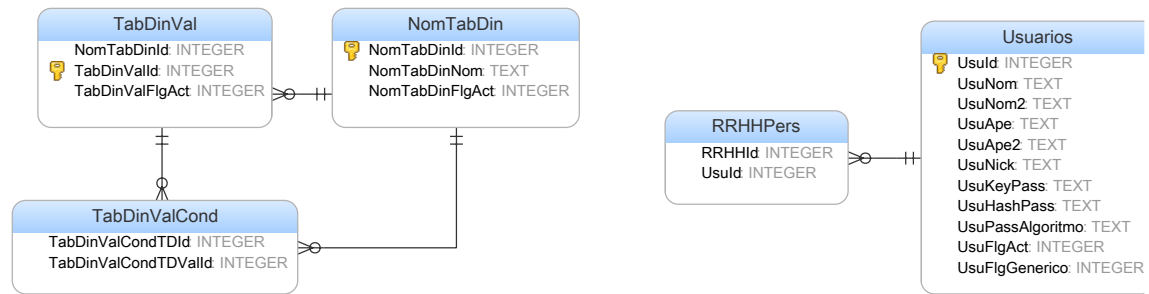 TabDinVal
NomTabDinId: INTEGER
TabDinValId: INTEGER
TabDinValFlgAct: INTEGER
NomTabDin
NomTabDinId: INTEGER
NomTabDinNom: TEXT
NomTabDinFlgAct: INTEGER
TabDinValCond
TabDinValCondTDId: INTEGER
TabDinValCondTDValId: INTEGER
RRHHPers
RRHHId: INTEGER
UsuId: INTEGER
Usuarios
UsuId: INTEGER
UsuNom: TEXT
UsuNom2: TEXT
UsuApe: TEXT
UsuApe2: TEXT
UsuNick: TEXT
UsuKeyPass: TEXT
UsuHashPass: TEXT
UsuPassAlgoritmo: TEXT
UsuFlgAct: INTEGER
UsuFlgGenerico: INTEGER